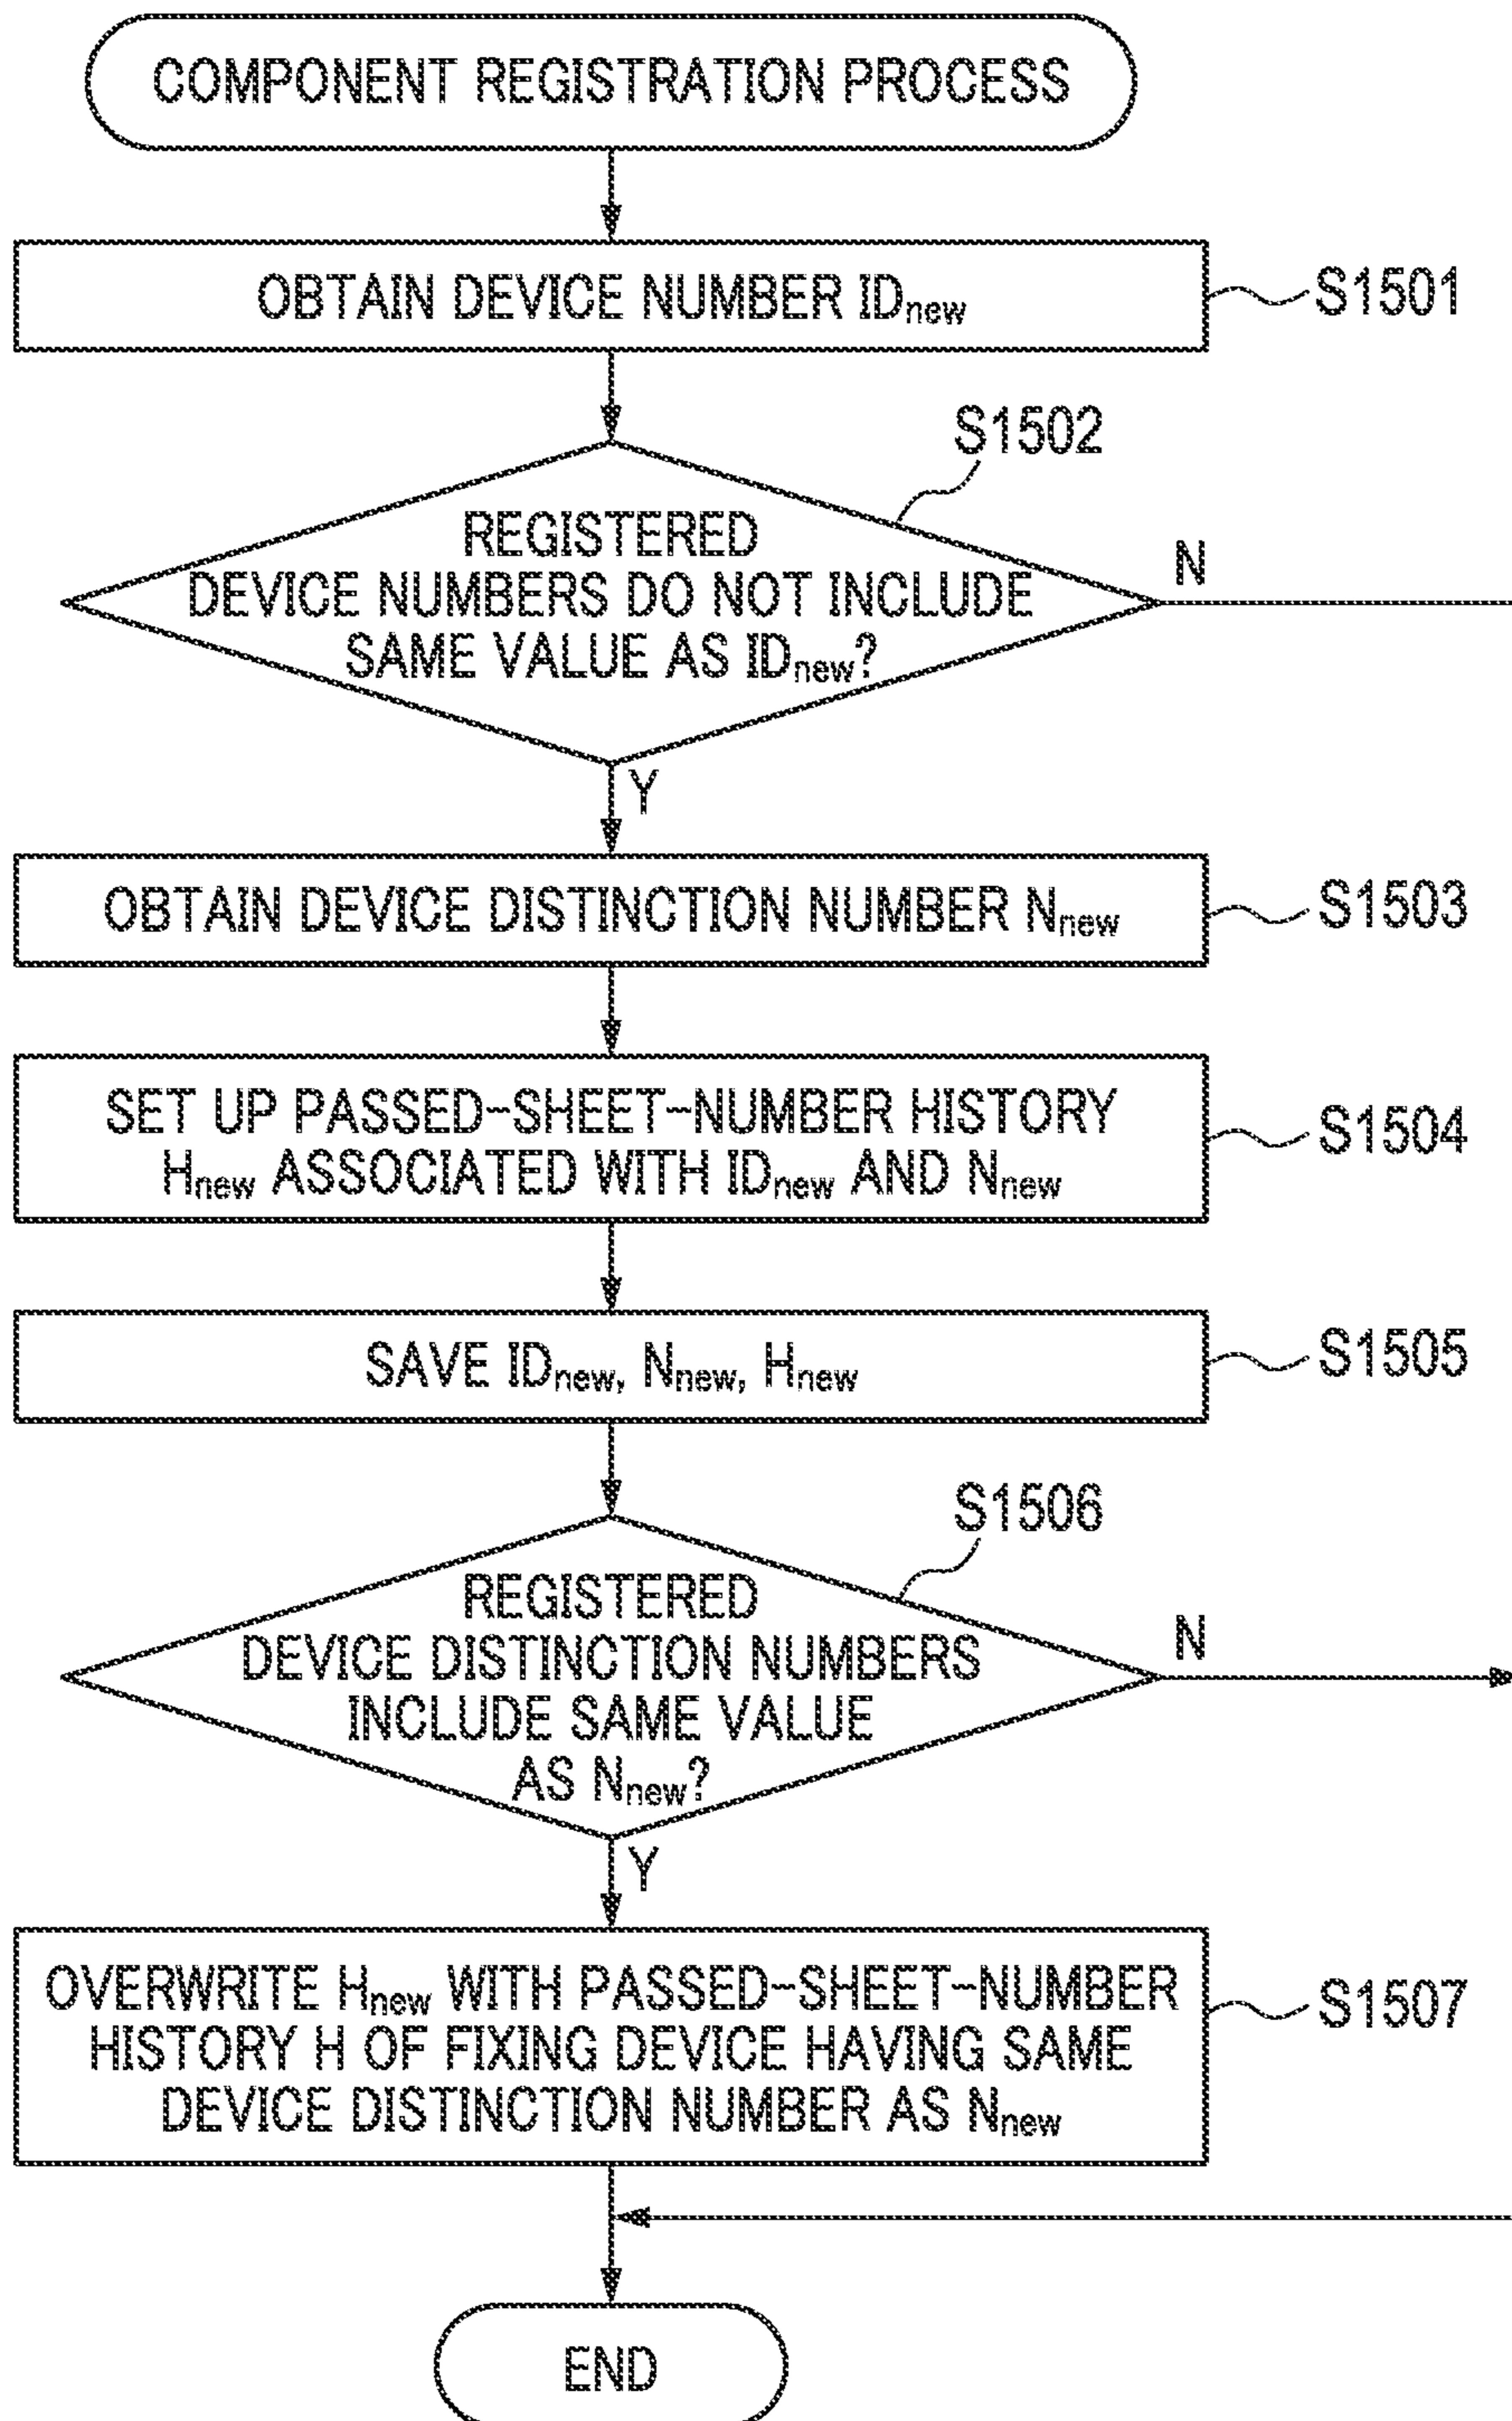 COMPONENT REGISTRATION PROCESS
OBTAIN DEVICE NUMBER IDnew
S1501
S1502
REGISTERED
DEVICE NUMBERS DO NOT INCLUDE
SAME VALUE AS IDnew?
N
Y
OBTAIN DEVICE DISTINCTION NUMBER Nnew
S1503
SET UP PASSED-SHEET-NUMBER HISTORY
Hnew ASSOCIATED WITH IDnew AND Nnew
S1504
SAVE IDnew, Nnew, Hnew
S1505
S1506
REGISTERED
DEVICE DISTINCTION NUMBERS
INCLUDE SAME VALUE
AS Nnew?
N
Y
OVERWRITE Hnew WITH PASSED-SHEET-NUMBER
HISTORY H OF FIXING DEVICE HAVING SAME
DEVICE DISTINCTION NUMBER AS Nnew
S1507
END